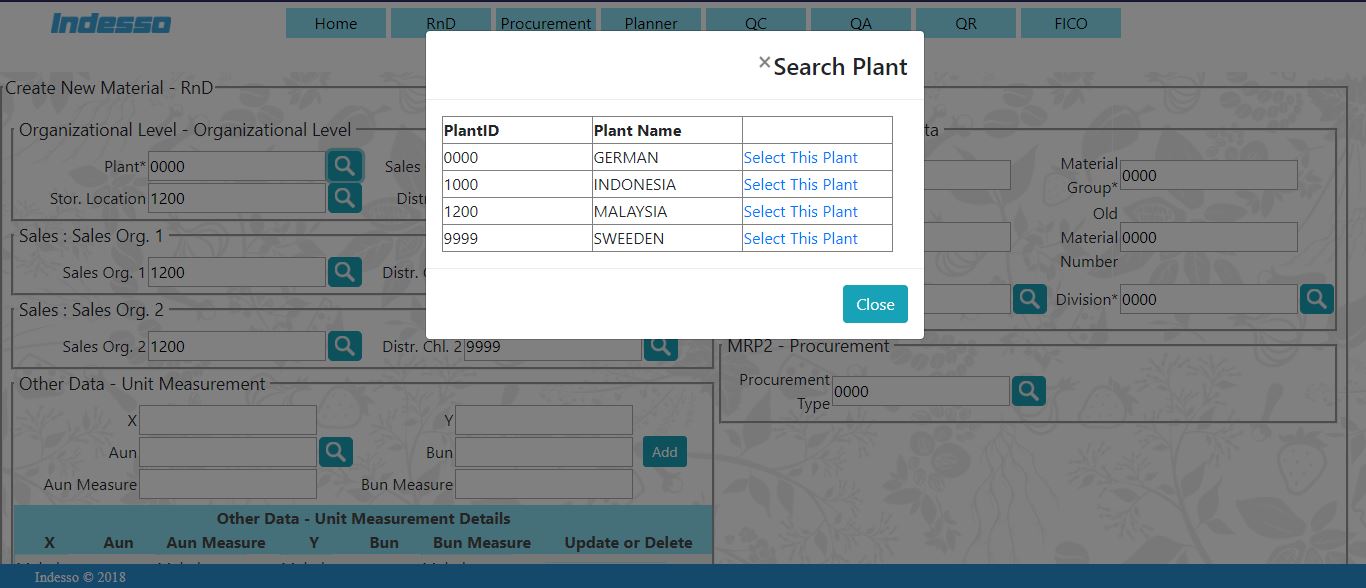 Indesso
Home RnD Procurement Planner QC QA QR FICO
×Search Plant
PlantID Plant Name
0000 GERMAN Select This Plant
1000 INDONESIA Select This Plant
1200 MALAYSIA Select This Plant
9999 SWEEDEN Select This Plant
Close
Create New Material - RnD
Organizational Level - Organizational Level
Plant* 0000 Sales
Stor. Location 1200
Sales : Sales Org. 1
Sales Org. 1 1200 Distr.
Sales : Sales Org. 2
Sales Org. 2 1200 Distr. Chl. 2 9999
Other Data - Unit Measurement
X Y
Aun Bun Add
Aun Measure Bun Measure
Other Data - Unit Measurement Details
X Aun Aun Measure Y Bun Bun Measure Update or Delete
Material
Group* 0000
Old
Material 0000
Number
Division* 0000
MRP2 - Procurement
Procurement
Type 0000
Indesso © 2018